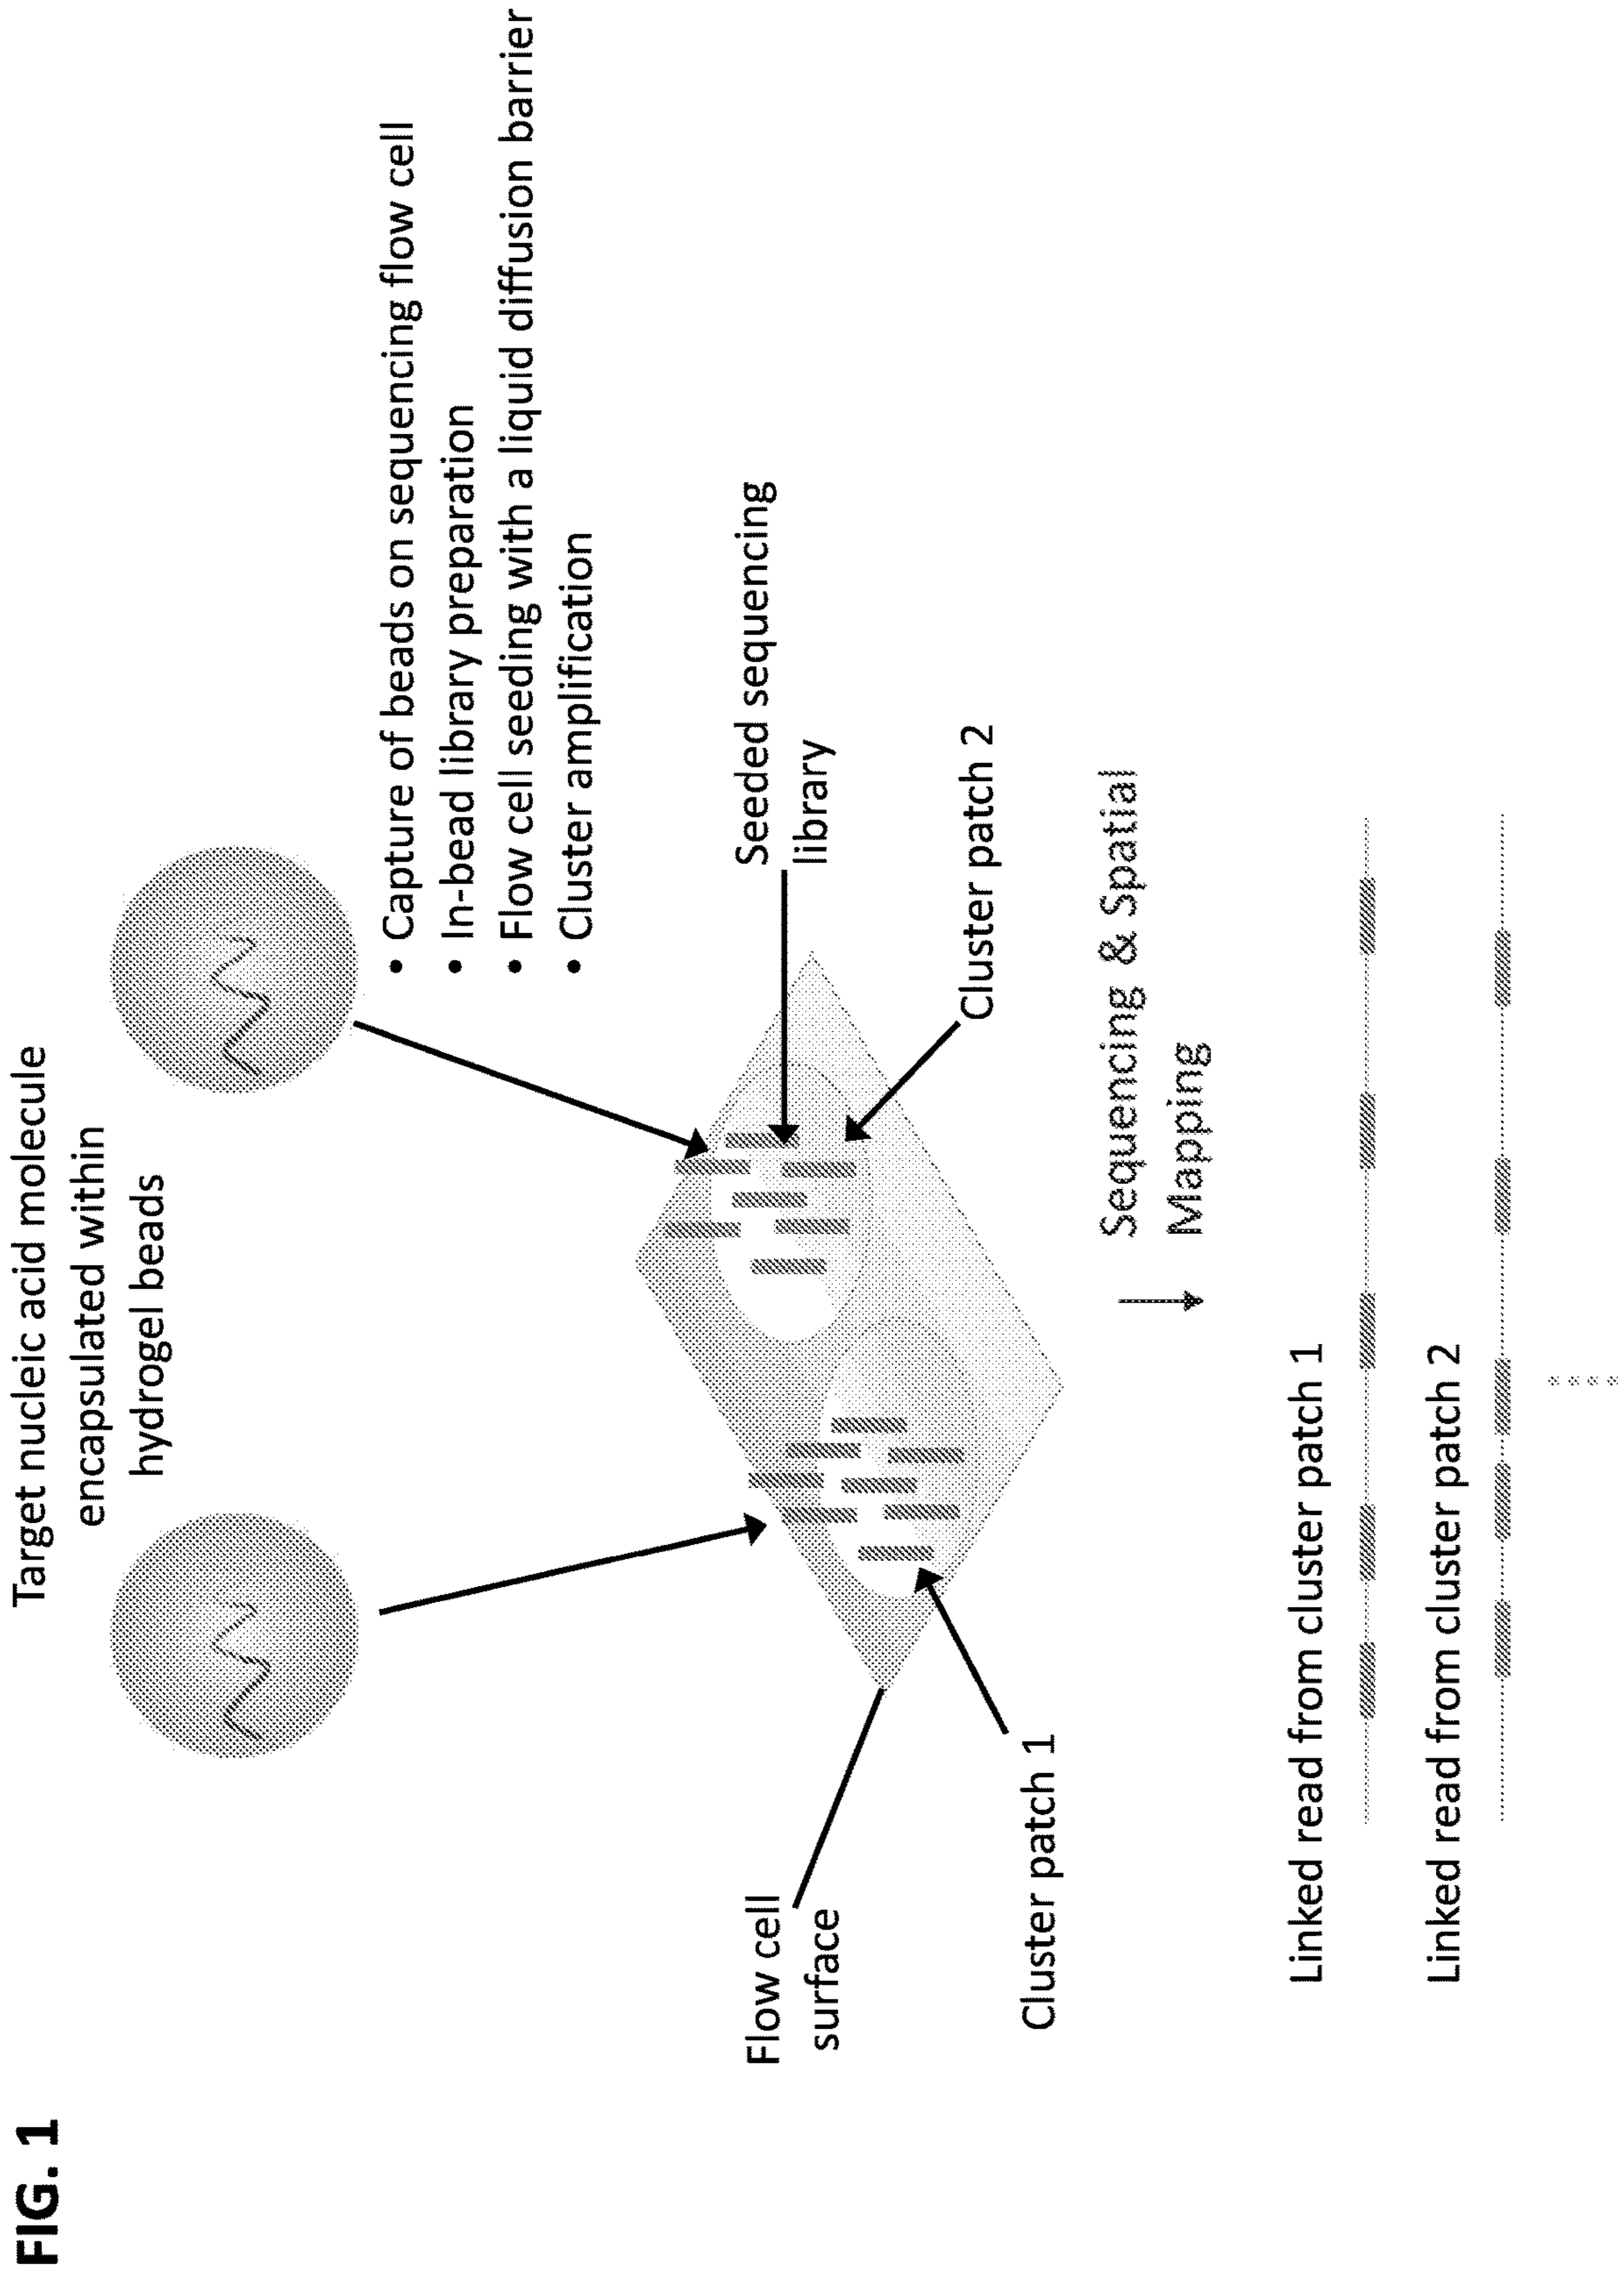 FIG. 1
Target nucleic acid molecule
encapsulated within
hydrogel beads
• Capture of beads on sequencing flow cell
• In-bead library preparation
• Flow cell seeding with a liquid diffusion barrier
• Cluster amplification
Flow cell
surface
Seeded sequencing
library
Cluster patch 1
Cluster patch 2
Sequencing & Spatial
Mapping
Linked read from cluster patch 1
Linked read from cluster patch 2